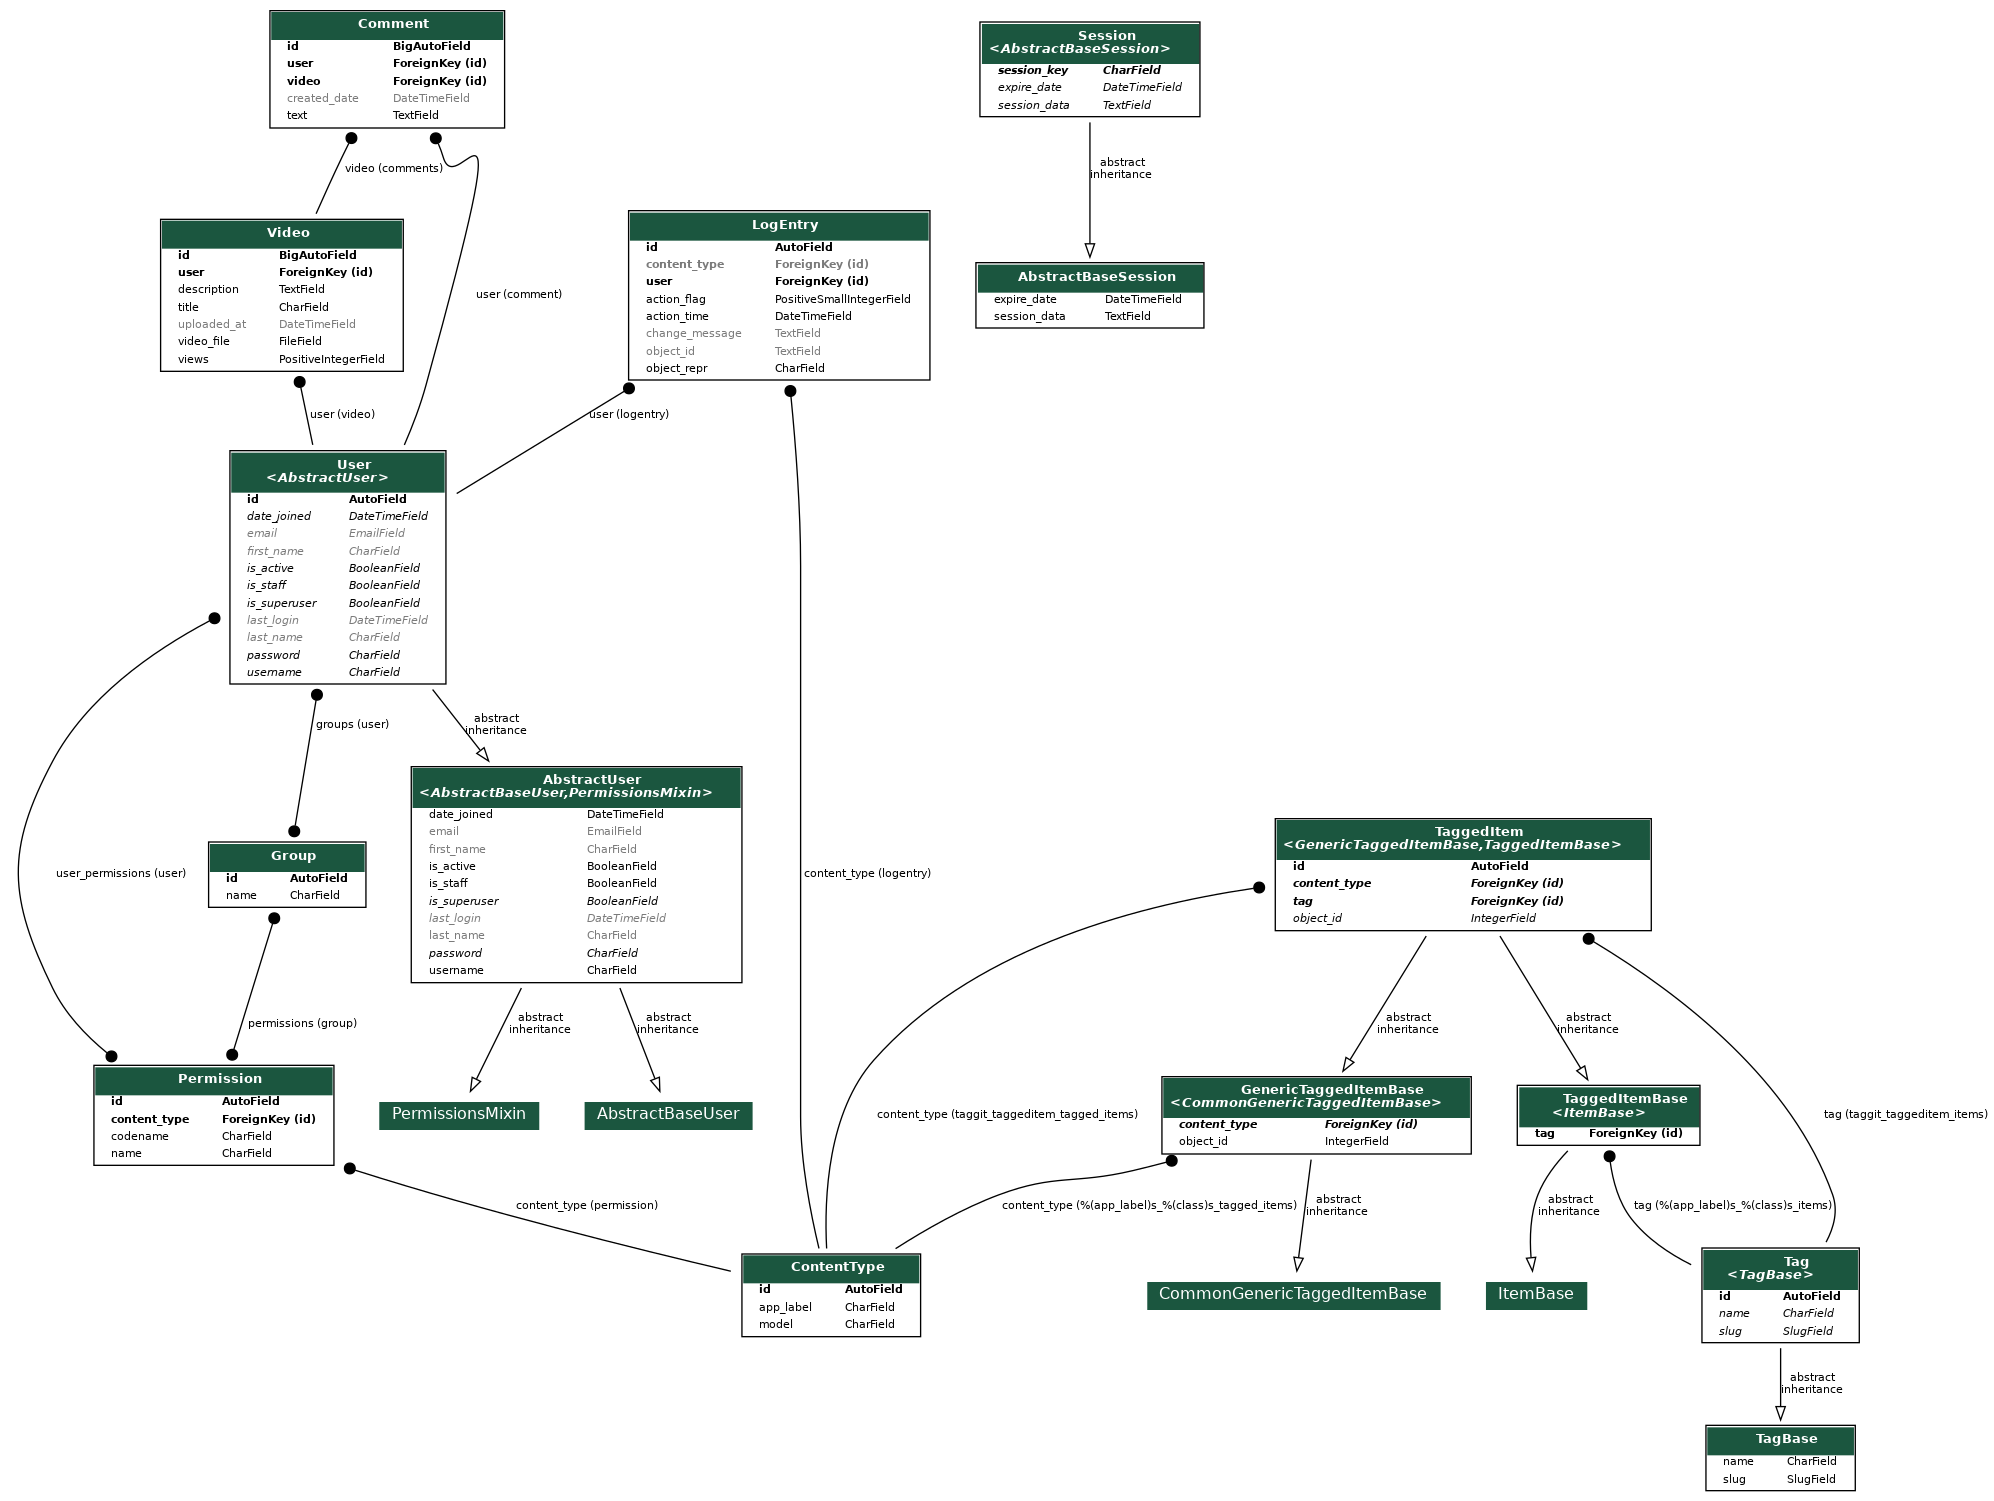 Comment
id BigAutoField
user ForeignKey (id)
video ForeignKey (id)
created_date DateTimeField
text TextField
Session
<AbstractBaseSession>
session_key CharField
expire_date DateTimeField
session_data TextField
video (comments)
abstract
inheritance
Video
id BigAutoField
user ForeignKey (id)
description TextField
title CharField
uploaded_at DateTimeField
video_file FileField
views PositiveIntegerField
user (comment)
LogEntry
id AutoField
content_type ForeignKey (id)
user ForeignKey (id)
action_flag PositiveSmallIntegerField
action_time DateTimeField
change_message TextField
object_id TextField
object_repr CharField
AbstractBaseSession
expire_date DateTimeField
session_data TextField
user (video)
user (logentry)
User
<AbstractUser>
id AutoField
date_joined DateTimeField
email EmailField
first_name CharField
is_active BooleanField
is_staff BooleanField
is_superuser BooleanField
last_login DateTimeField
last_name CharField
password CharField
username CharField
groups (user)
abstract
inheritance
user_permissions (user)
Group
id AutoField
name CharField
AbstractUser
<AbstractBaseUser,PermissionsMixin>
date_joined DateTimeField
email EmailField
first_name CharField
is_active BooleanField
is_staff BooleanField
is_superuser BooleanField
last_login DateTimeField
last_name CharField
password CharField
username CharField
content_type (logentry)
TaggedItem
<GenericTaggedItemBase,TaggedItemBase>
id AutoField
content_type ForeignKey (id)
tag ForeignKey (id)
object_id IntegerField
permissions (group)
abstract
inheritance
abstract
inheritance
abstract
inheritance
abstract
inheritance
Permission
id AutoField
content_type ForeignKey (id)
codename CharField
name CharField
PermissionsMixin
AbstractBaseUser
content_type (taggit_taggeditem_tagged_items)
GenericTaggedItemBase
<CommonGenericTaggedItemBase>
content_type ForeignKey (id)
object_id IntegerField
TaggedItemBase
<ItemBase>
tag ForeignKey (id)
tag (taggit_taggeditem_items)
content_type (permission)
content_type (%(app_label)s_%(class)s_tagged_items)
abstract
inheritance
abstract
inheritance
tag (%(app_label)s_%(class)s_items)
ContentType
id AutoField
app_label CharField
model CharField
CommonGenericTaggedItemBase
ItemBase
Tag
<TagBase>
id AutoField
name CharField
slug SlugField
abstract
inheritance
TagBase
name CharField
slug SlugField